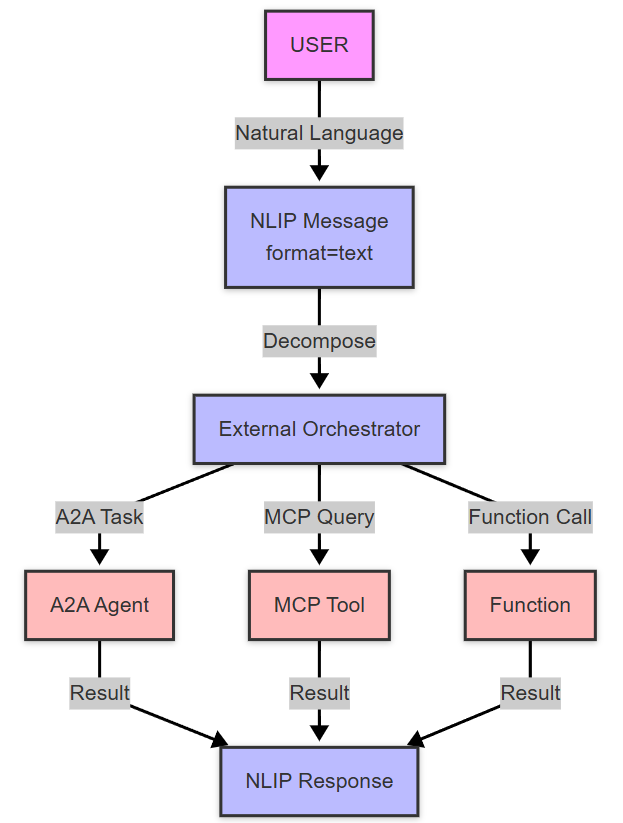 USER
Natural Language
NLIP Message
format=text
Decompose
External Orchestrator
A2A Task
MCP Query
Function Call
A2A Agent
MCP Tool
Function
Result
Result
Result
NLIP Response